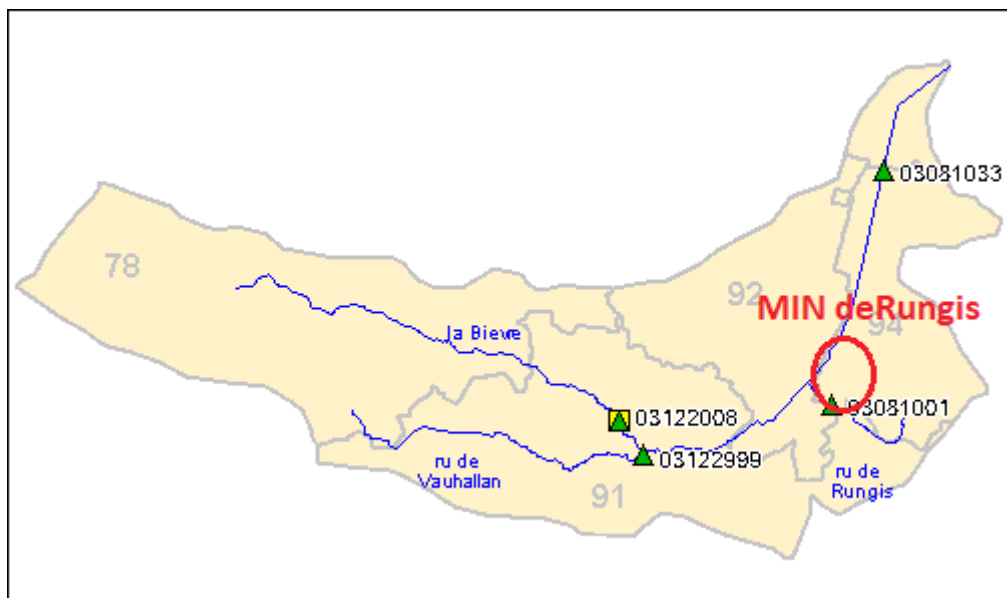 03081033
78
92
MIN deRungis
94
la Bievre
03081001
03122008
03122999
ru de
Vauhallan
ru de
Rungis
91